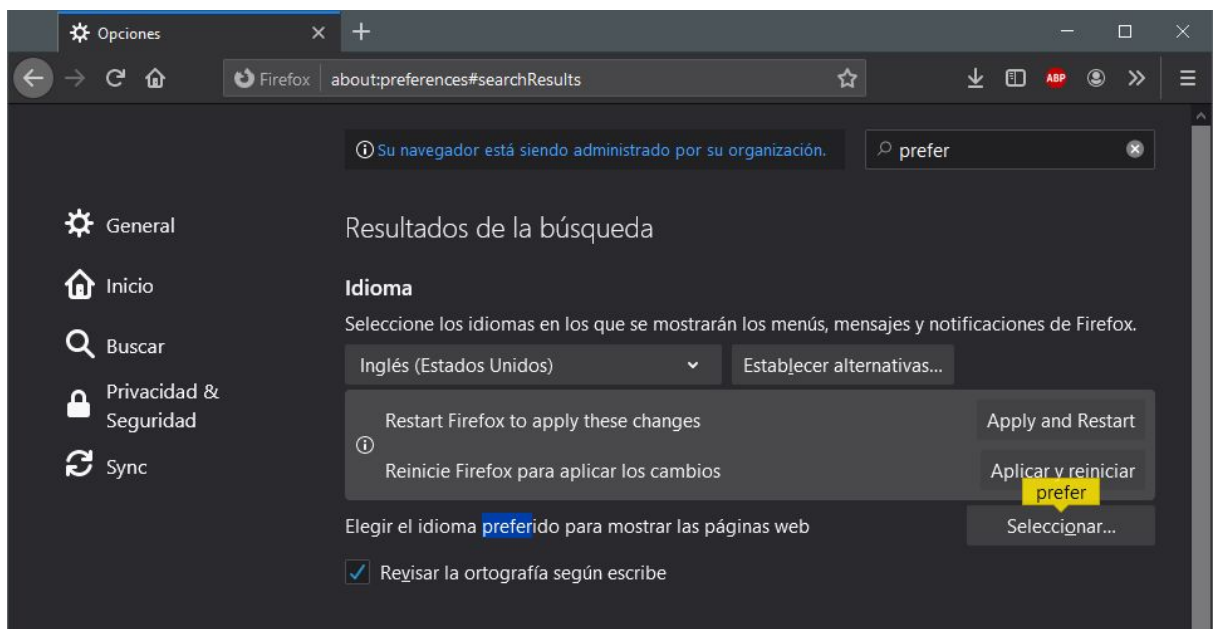 Opciones
Firefox about:preferences#searchResults
ABP
Su navegador está siendo administrado por su organización.
prefer
General
Inicio
Buscar
Privacidad &
Seguridad
Sync
Resultados de la búsqueda
Idioma
Seleccione los idiomas en los que se mostrarán los menús, mensajes y notificaciones de Firefox.
Inglés (Estados Unidos)
Establecer alternativas...
Restart Firefox to apply these changes
Apply and Restart
Reinicie Firefox para aplicar los cambios
Aplicar y reiniciar
prefer
Elegir el idioma preferido para mostrar las páginas web
Seleccionar...
Revisar la ortografía según escribe